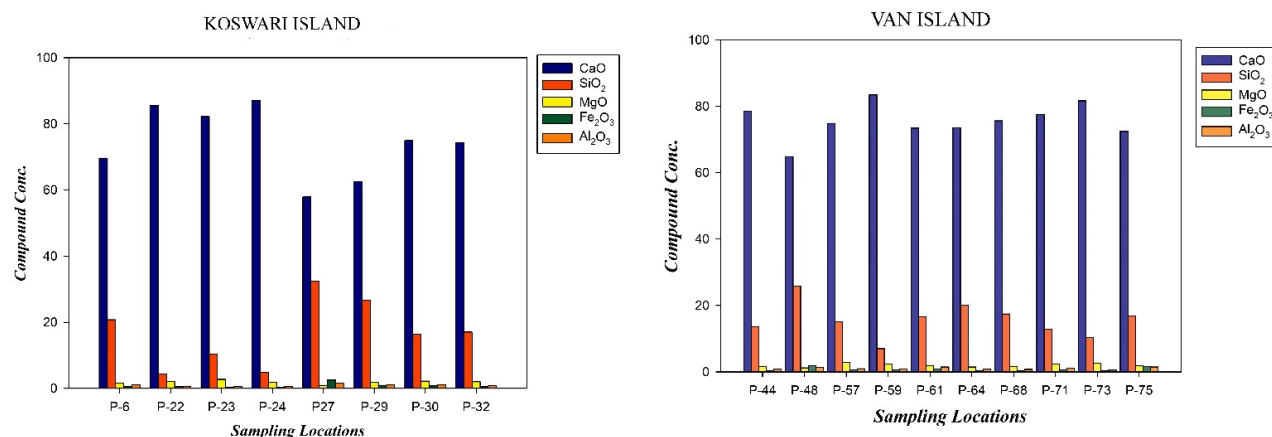 KOSWARI ISLAND
100
80
60
40
20
0
Compound Conc.
P-6 P-22 P-23 P-24 P27 P-29 P-30 P-32
Sampling Locations
CaO
SiO₂
MgO
Fe₂O₃
Al₂O₃
VAN ISLAND
100
80
60
40
20
0
Compound Conc.
P-44 P-48 P-57 P-59 P-61 P-64 P-68 P-71 P-73 P-75
Sampling Locations
CaO
SiO₂
MgO
Fe₂O₃
Al₂O₃